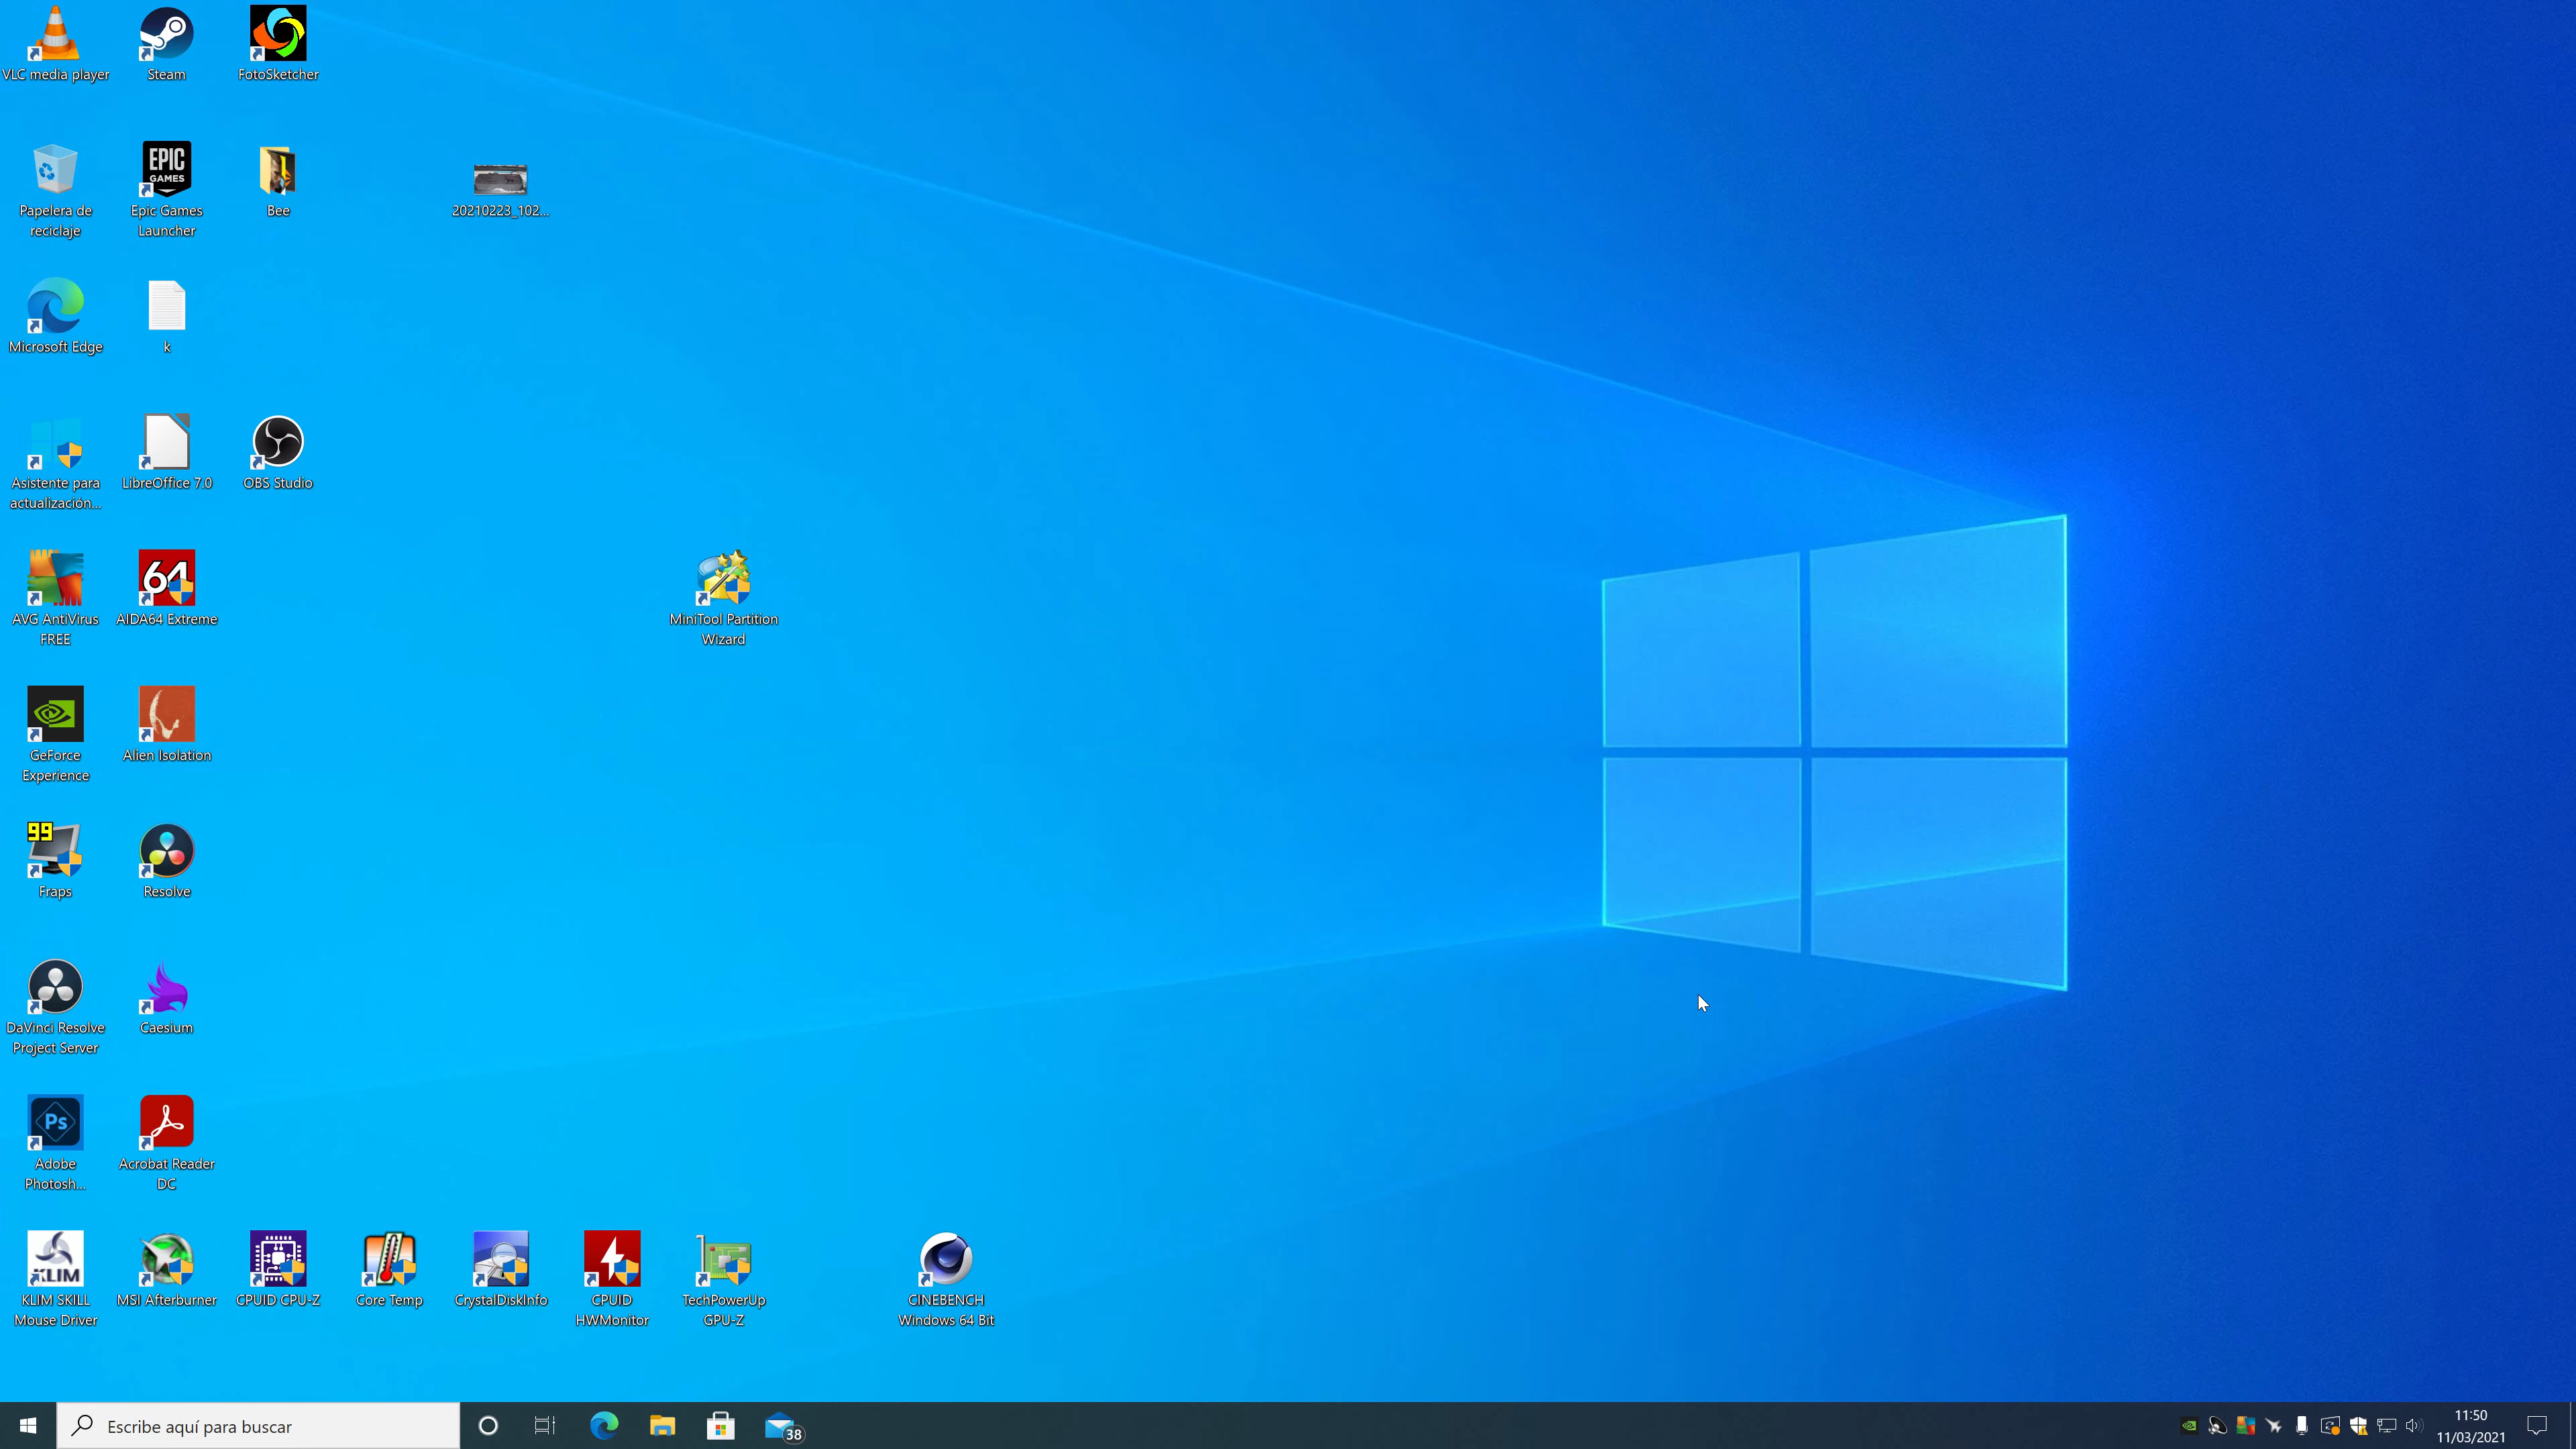 VLC media player
Steam
FotoSketcher
Papelera de
reciclaje
EPIC
GAMES
Epic Games
Launcher
Bee
20210223_102...
Microsoft Edge
k
Asistente para
actualización...
LibreOffice 7.0
OBS Studio
AVG AntiVirus
FREE
64
AIDA64 Extreme
MiniTool Partition
Wizard
GeForce
Experience
Alien Isolation
99
Fraps
Resolve
DaVinci Resolve
Project Server
Caesium
Ps
Adobe
Photosh...
Acrobat Reader
DC
KLIM
KLIM SKILL
Mouse Driver
MSI Afterburner
CPUID CPU-Z
Core Temp
CrystalDiskInfo
CPUID
HWMonitor
TechPowerUp
GPU-Z
CINEBENCH
Windows 64 Bit
Escribe aquí para buscar
38
11:50
11/03/2021